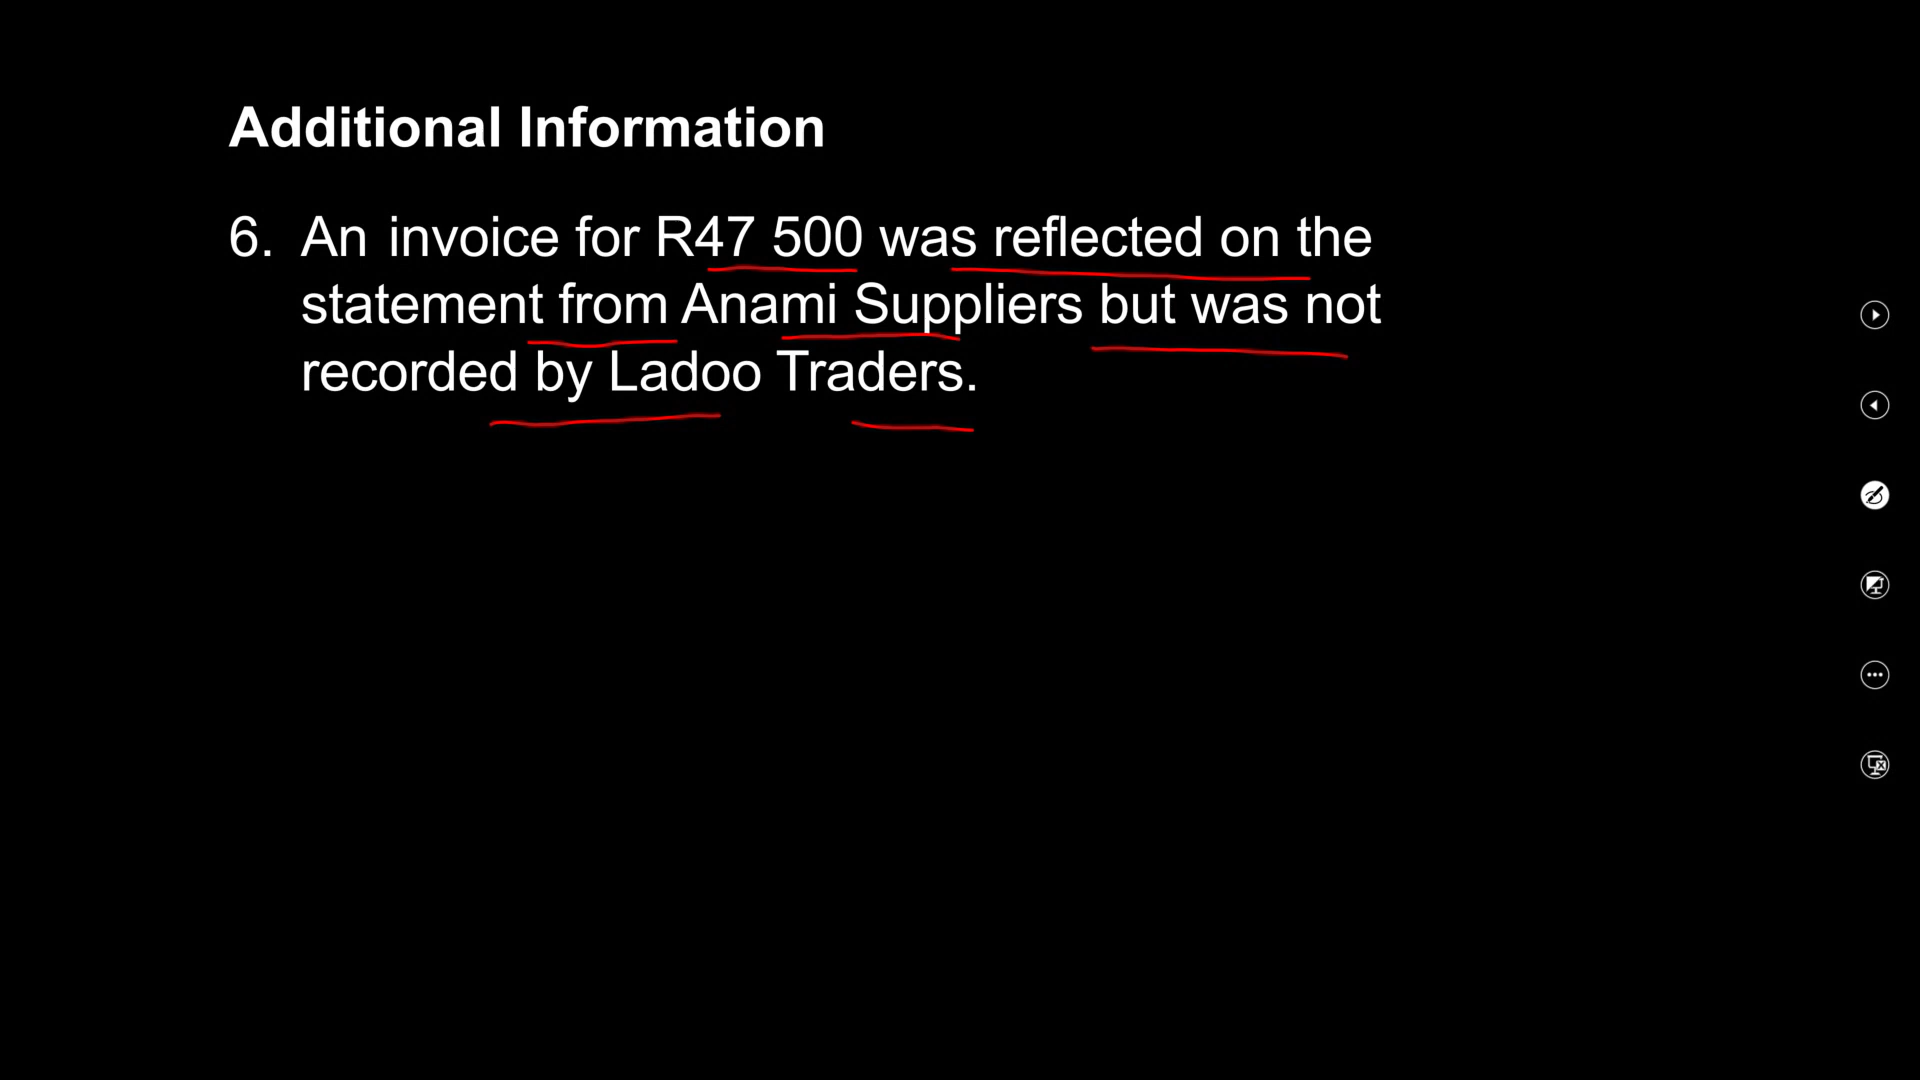 Additional Information
6. An invoice for R47 500 was reflected on the
statement from Anami Suppliers but was not
recorded by Ladoo Traders.